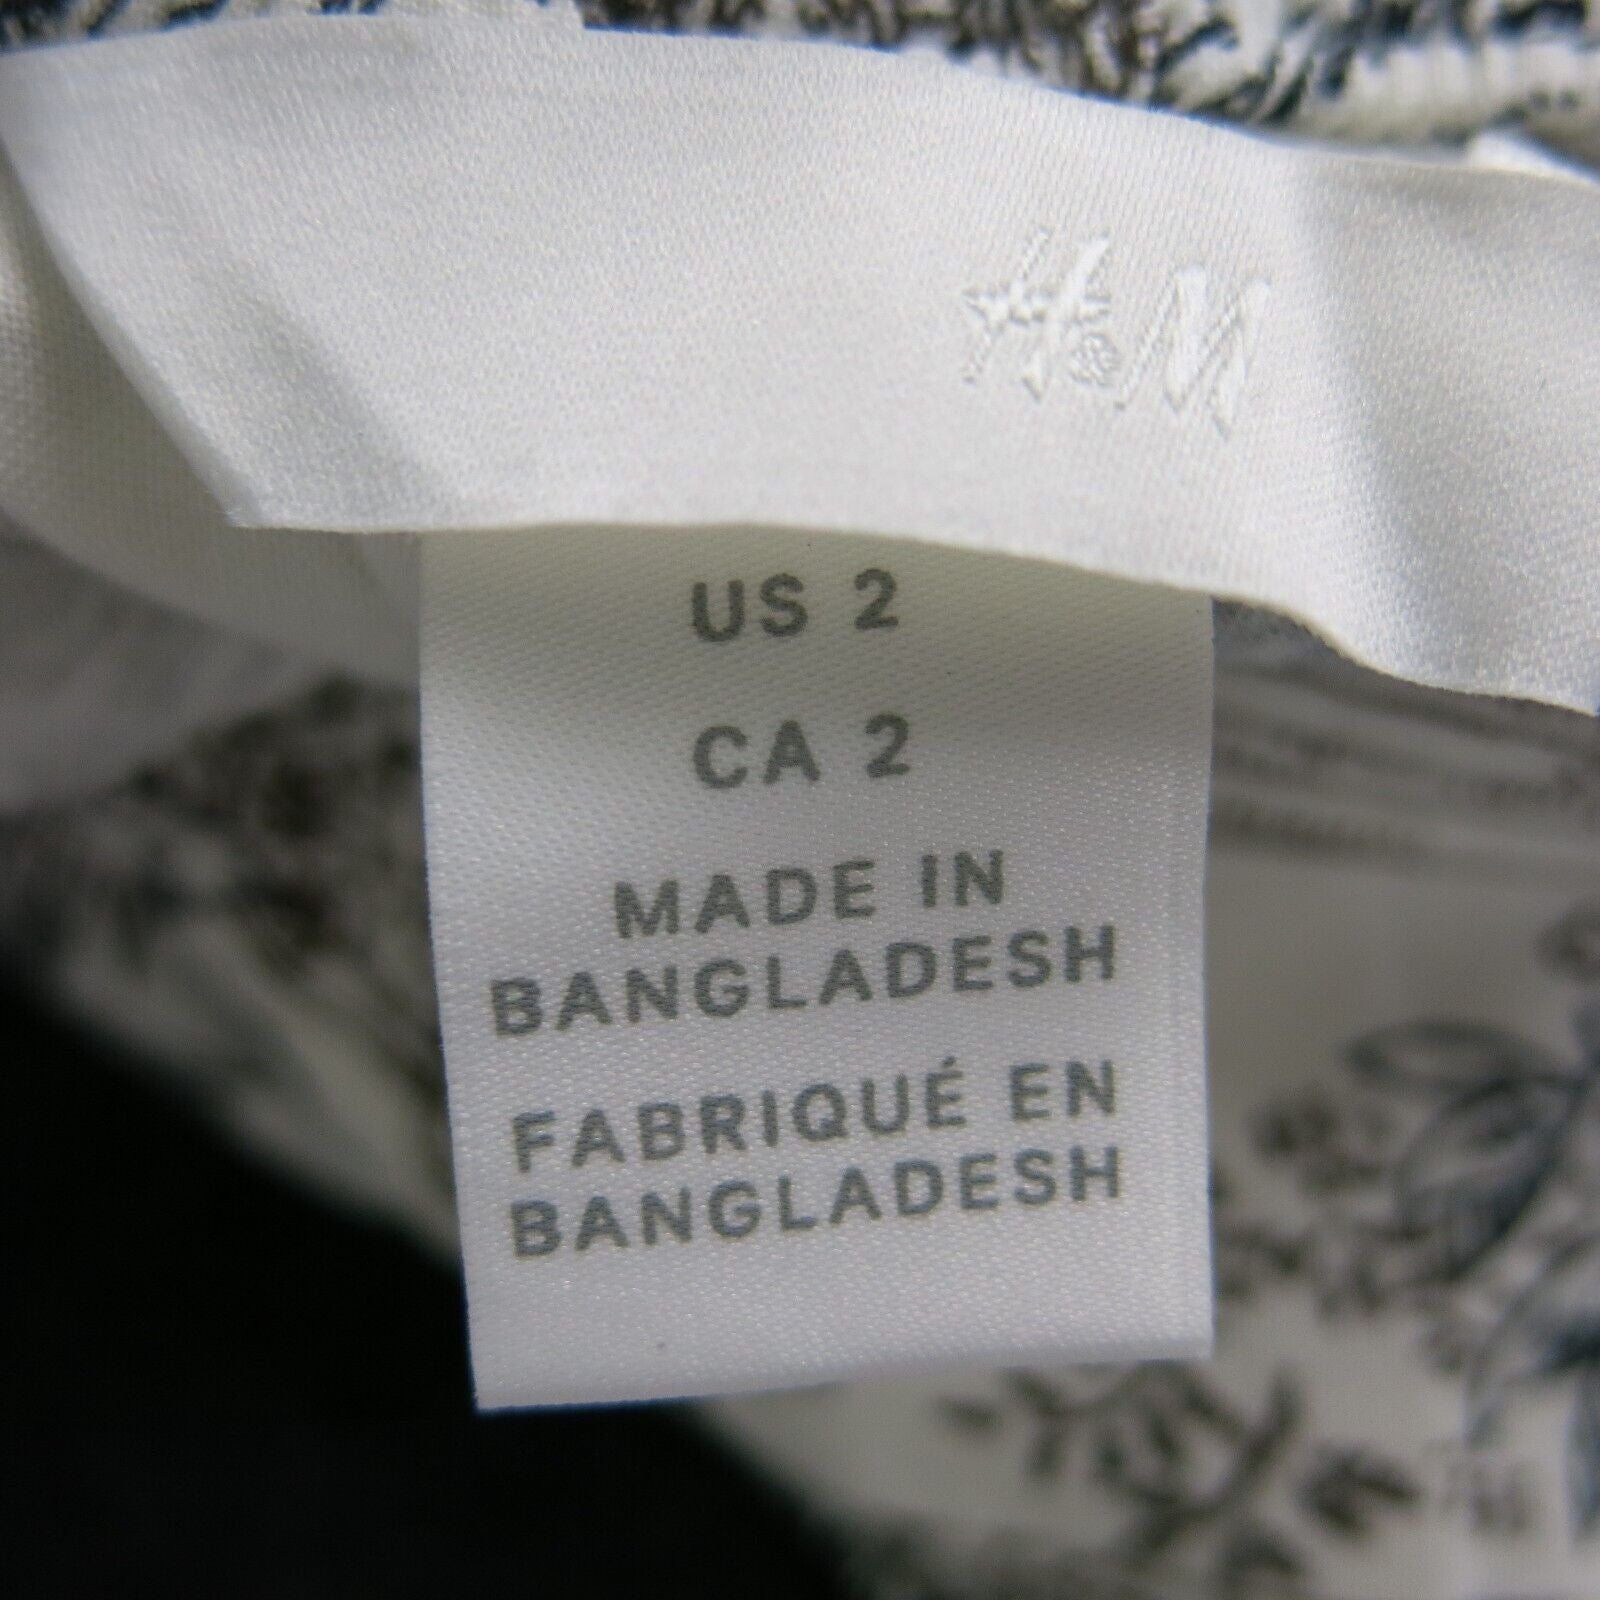 H&M
US 2
CA 2
MADE IN
BANGLADESH
FABRIQUÉ EN
BANGLADESH